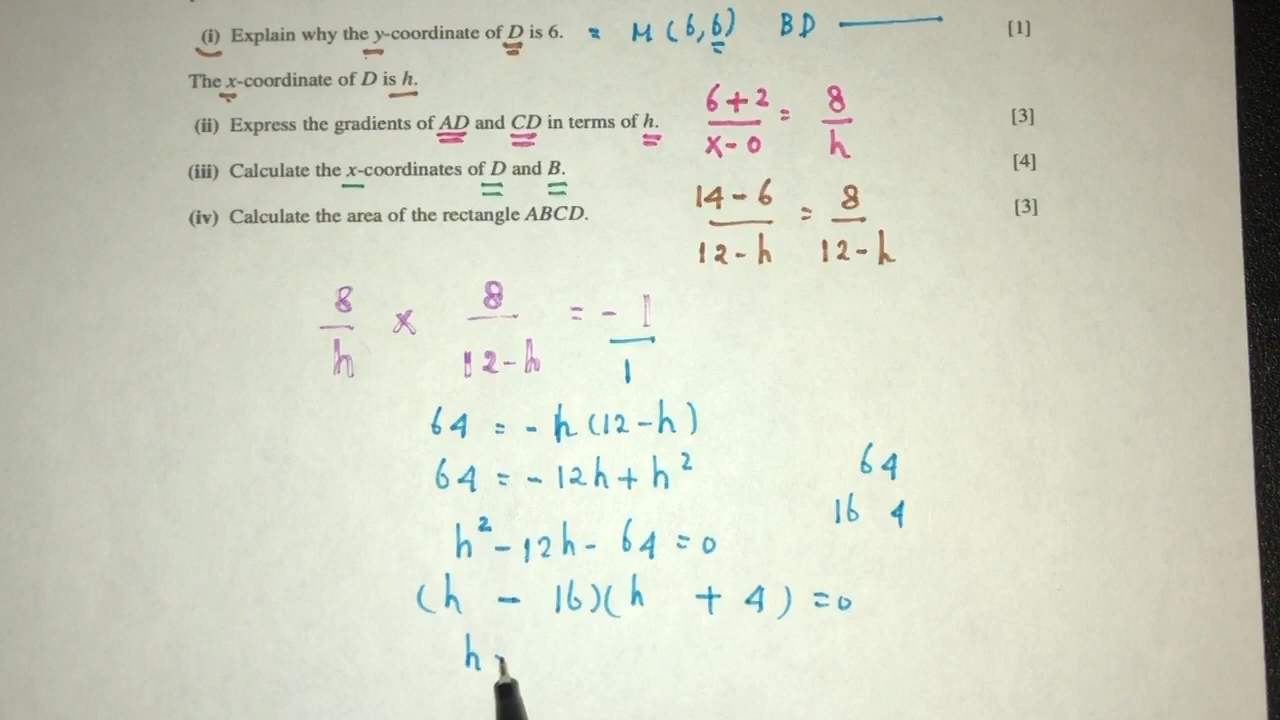 (i) Explain why the y-coordinate of D is 6. = M (6,6) BD [1]
The x-coordinate of D is h.
(ii) Express the gradients of AD and CD in terms of h. [3]
6+2/x-0 = 8/h
(iii) Calculate the x-coordinates of D and B. [4]
(iv) Calculate the area of the rectangle ABCD. [3]
14-6/12-h = 8/12-h
8/h x 8/12-h = -1/1
64 = -h(12-h)
64 = -12h+h²
h²-12h-64=0
(h - 16)(h + 4)=0
h
64
16 4